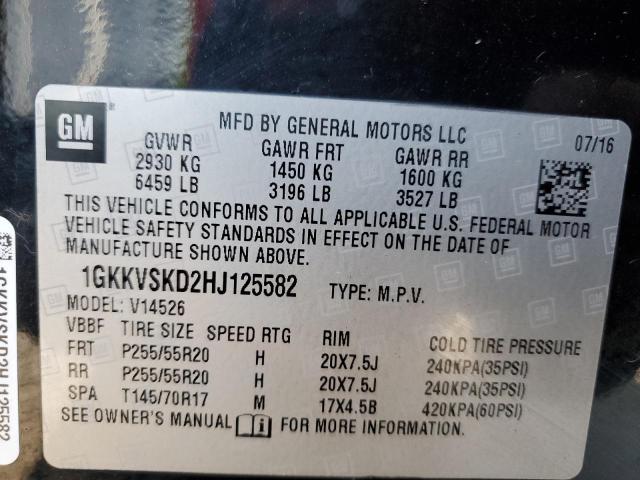 GM
MFD BY GENERAL MOTORS LLC 07/16
GVWR GAWR FRT GAWR RR
2930 KG 1450 KG 1600 KG
6459 LB 3196 LB 3527 LB
THIS VEHICLE CONFORMS TO ALL APPLICABLE U.S. FEDERAL MOTOR
VEHICLE SAFETY STANDARDS IN EFFECT ON THE DATE OF
MANUFACTURE SHOWN ABOVE.
1GKKVSKD2HJ125582 TYPE: M.P.V.
MODEL: V14526
VBBF TIRE SIZE SPEED RTG RIM COLD TIRE PRESSURE
FRT P255/55R20 H 20X7.5J 240KPA(35PSI)
RR P255/55R20 H 20X7.5J 240KPA(35PSI)
SPA T145/70R17 M 17X4.5B 420KPA(60PSI)
SEE OWNER'S MANUAL i FOR MORE INFORMATION.
1GKKVSKD2HJ125582